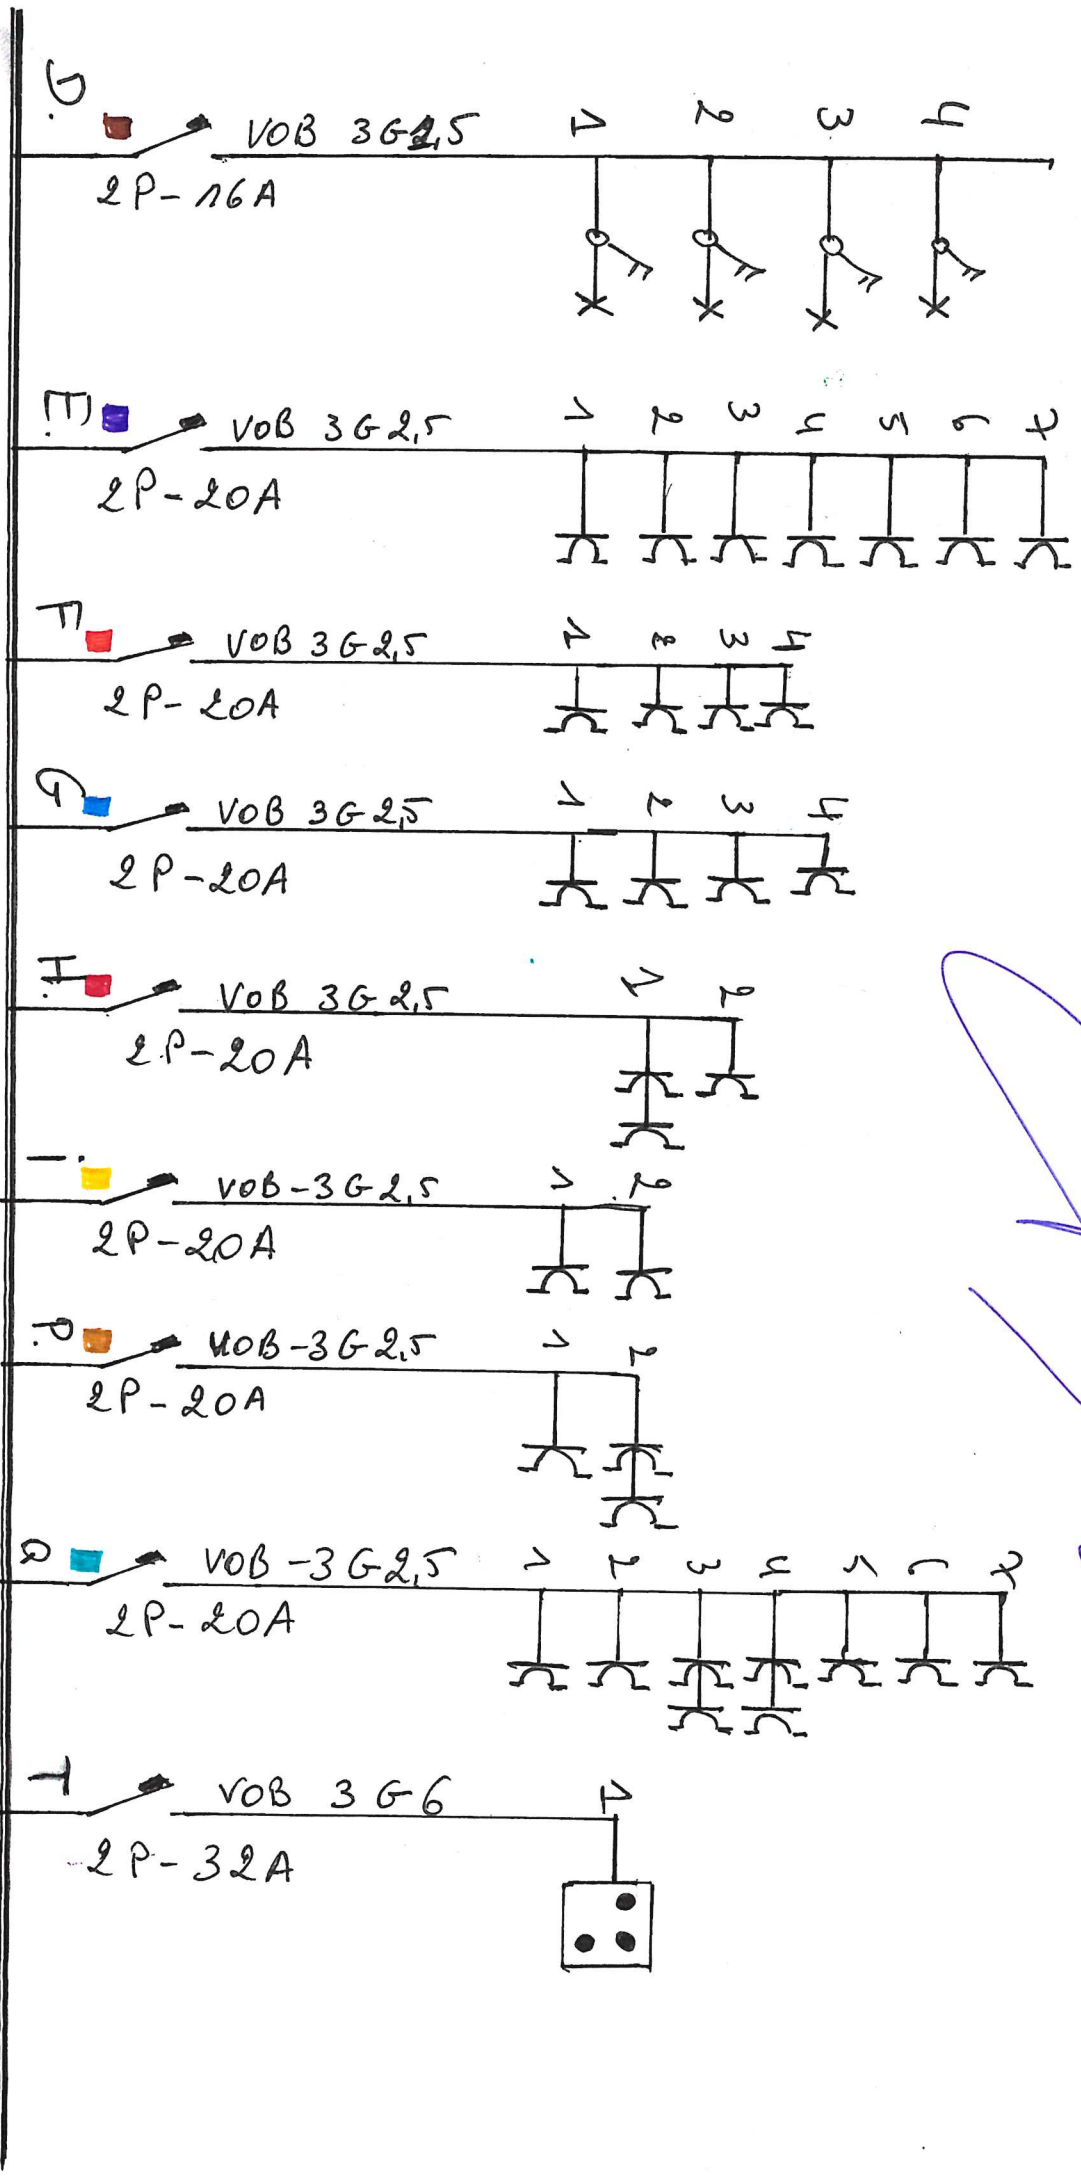 D.
VOB 3G1,5
1 2 3 4
2P-16A
E.
VOB 3G2,5
1 2 3 4 5 6 7
2P-20A
F
VOB 3G2,5
1 2 3 4
2P-20A
G
VOB 3G2,5
1 2 3 4
2P-20A
H.
VOB 3G2,5
1 2
2P-20A
I.
VOB-3G2,5
1 2
2P-20A
P.
VOB-3G2,5
1 2
2P-20A
Q
VOB-3G2,5
1 2 3 4 5 6 7
2P-20A
T
VOB 3G6
1
2P-32A